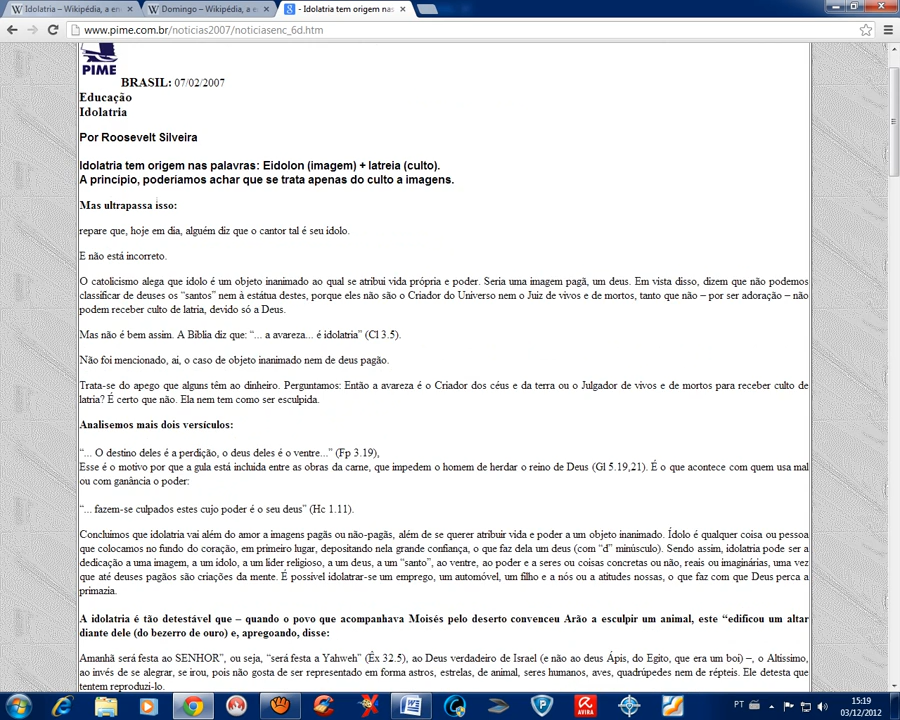 Idolatria – Wikipédia, a en
Domingo – Wikipédia, a en
- Idolatria tem origem nas
www.pime.com.br/noticias2007/noticiasenc_6d.htm
PIME
BRASIL: 07/02/2007
Educação
Idolatria
Por Roosevelt Silveira
Idolatria tem origem nas palavras: Eidolon (imagem) + latreia (culto).
A princípio, poderíamos achar que se trata apenas do culto a imagens.
Mas ultrapassa isso:
repare que, hoje em dia, alguém diz que o cantor tal é seu ídolo.
E não está incorreto.
O catolicismo alega que ídolo é um objeto inanimado ao qual se atribui vida própria e poder. Seria uma imagem pagã, um deus. Em vista disso, dizem que não podemos
classificar de deuses os “santos” nem à estátua destes, porque eles não são o Criador do Universo nem o Juiz de vivos e de mortos, tanto que não – por ser adoração – não
podem receber culto de latria, devido só a Deus.
Mas não é bem assim. A Bíblia diz que: “... a avareza... é idolatria” (Cl 3.5).
Não foi mencionado, aí, o caso de objeto inanimado nem de deus pagão.
Trata-se do apego que alguns têm ao dinheiro. Perguntamos: Então a avareza é o Criador dos céus e da terra ou o Julgador de vivos e de mortos para receber culto de
latria? É certo que não. Ela nem tem como ser esculpida.
Analisemos mais dois versículos:
“... O destino deles é a perdição, o deus deles é o ventre...” (Fp 3.19),
Esse é o motivo por que a gula está incluída entre as obras da carne, que impedem o homem de herdar o reino de Deus (Gl 5.19,21). É o que acontece com quem usa mal
ou com ganância o poder:
“... fazem-se culpados estes cujo poder é o seu deus” (Hc 1.11).
Concluimos que idolatria vai além do amor a imagens pagãs ou não-pagãs, além de se querer atribuir vida e poder a um objeto inanimado. Ídolo é qualquer coisa ou pessoa
que colocamos no fundo do coração, em primeiro lugar, depositando nela grande confiança, o que faz dela um deus (com “d” minúsculo). Sendo assim, idolatria pode ser a
dedicação a uma imagem, a um ídolo, a um líder religioso, a um deus, a um “santo”, ao ventre, ao poder e a seres ou coisas concretas ou não, reais ou imaginárias, uma vez
que até deuses pagãos são criações da mente. É possível idolatrar-se um emprego, um automóvel, um filho e a nós ou a atitudes nossas, o que faz com que Deus perca a
primazia.
A idolatria é tão detestável que – quando o povo que acompanhava Moisés pelo deserto convenceu Arão a esculpir um animal, este “edificou um altar
diante dele (do bezerro de ouro) e, apregoando, disse:
Amanhã será festa ao SENHOR”, ou seja, “será festa a Yahweh” (Êx 32.5), ao Deus verdadeiro de Israel (e não ao deus Ápis, do Egito, que era um boi) –, o Altíssimo,
ao invés de se alegrar, se irou, pois não gosta de ser representado em forma astros, estrelas, de animal, seres humanos, aves, quadrúpedes nem de répteis. Ele detesta que
tentem reproduzi-lo.
AVIRA
PT
15:19
03/12/2012